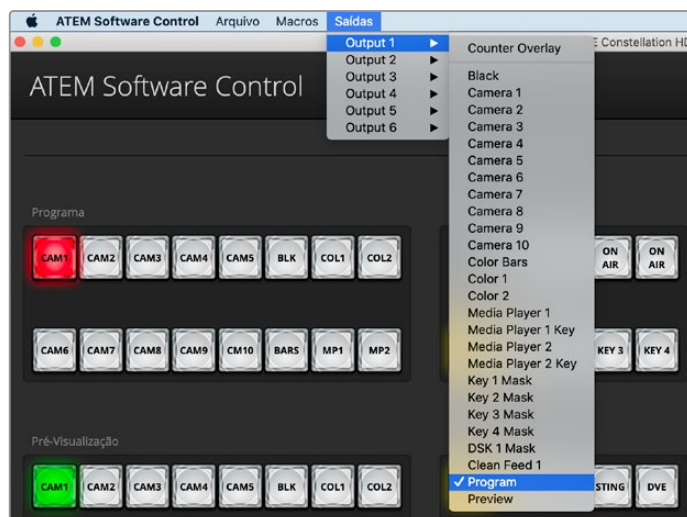 ATEM Software Control Arquivo Macros Saídas
Output 1
Output 2
Output 3
Output 4
Output 5
Output 6
Counter Overlay
Black
Camera 1
Camera 2
Camera 3
Camera 4
Camera 5
Camera 6
Camera 7
Camera 8
Camera 9
Camera 10
Color Bars
Color 1
Color 2
Media Player 1
Media Player 1 Key
Media Player 2
Media Player 2 Key
Key 1 Mask
Key 2 Mask
Key 3 Mask
Key 4 Mask
DSK 1 Mask
Clean Feed 1
✓ Program
Preview
Constellation HD
ATEM Software Control
Programa
CAM1 CAM2 CAM3 CAM4 CAM5 BLK COL1 COL2
ON AIR ON AIR
CAM6 CAM7 CAM8 CAM9 CM10 BARS MP1 MP2
KEY 3 KEY 4
Pré-Visualização
CAM1 CAM2 CAM3 CAM4 CAM5 BLK COL1 COL2
STING DVE